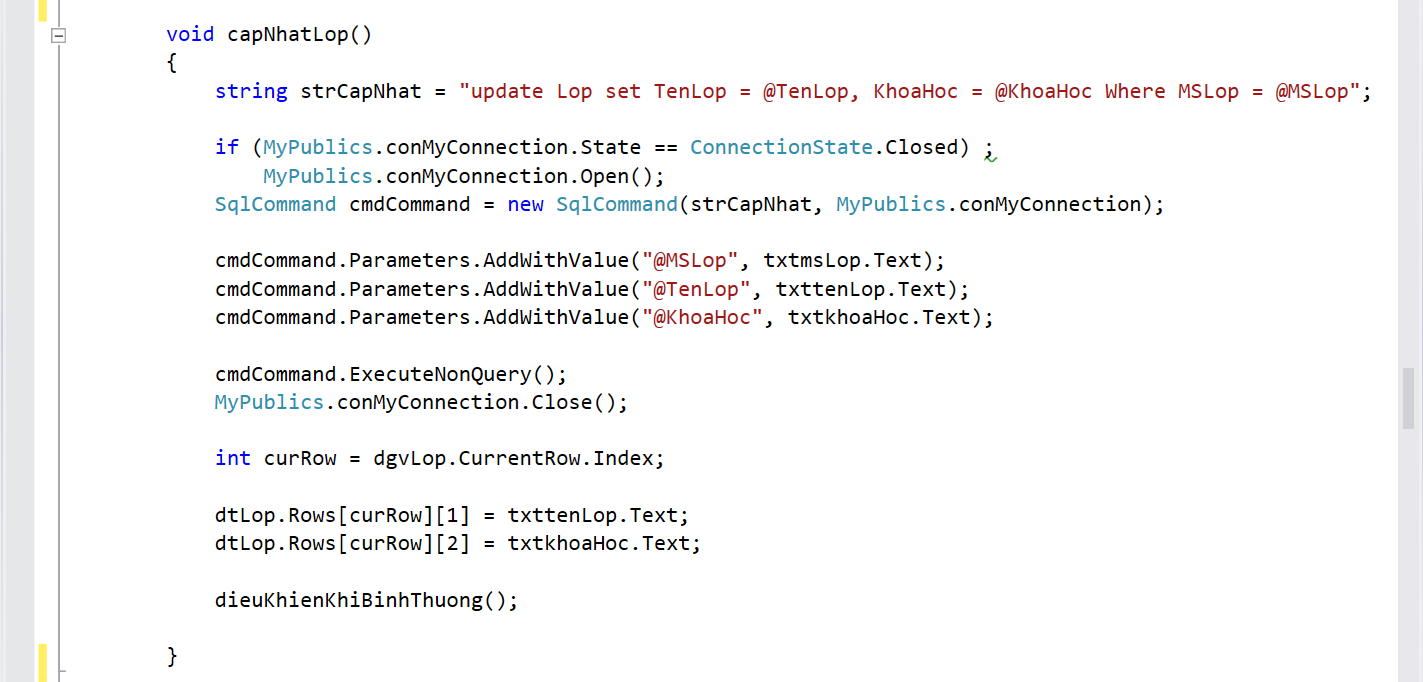 void capNhatLop()
{
string strCapNhat = "update Lop set TenLop = @TenLop, KhoaHoc = @KhoaHoc Where MSLop = @MSLop";
if (MyPublics.conMyConnection.State == ConnectionState.Closed) ;
MyPublics.conMyConnection.Open();
SqlCommand cmdCommand = new SqlCommand(strCapNhat, MyPublics.conMyConnection);
cmdCommand.Parameters.AddWithValue("@MSLop", txtmsLop.Text);
cmdCommand.Parameters.AddWithValue("@TenLop", txttenLop.Text);
cmdCommand.Parameters.AddWithValue("@KhoaHoc", txtkhoaHoc.Text);
cmdCommand.ExecuteNonQuery();
MyPublics.conMyConnection.Close();
int curRow = dgvLop.CurrentRow.Index;
dtLop.Rows[curRow][1] = txttenLop.Text;
dtLop.Rows[curRow][2] = txtkhoaHoc.Text;
dieuKhienKhiBinhThuong();
}